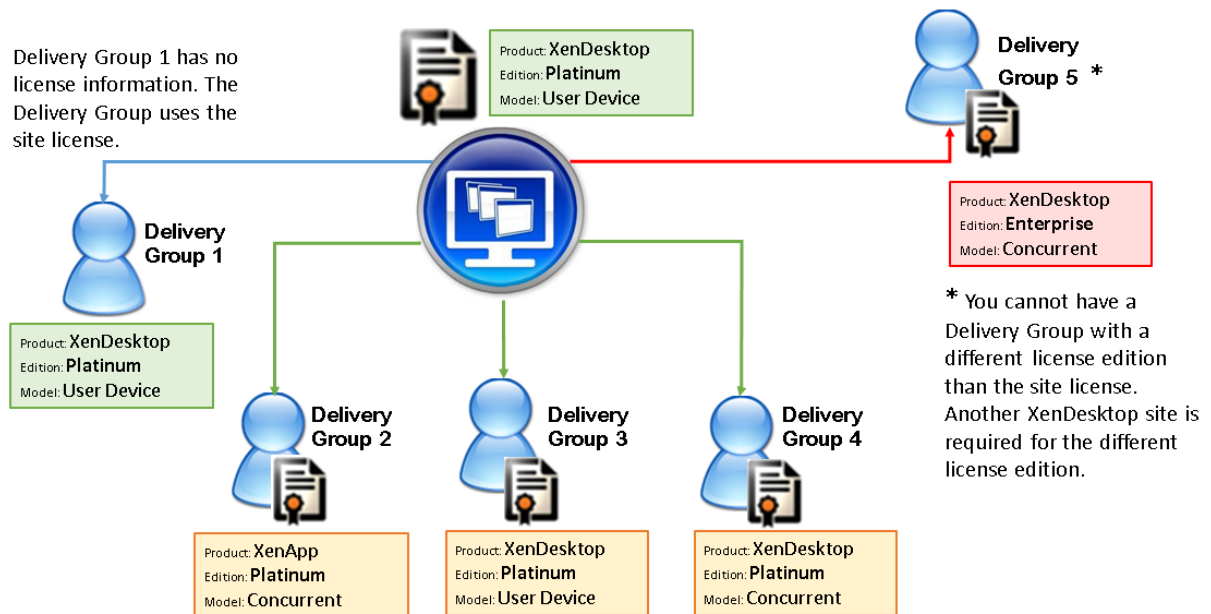 Delivery Group 1 has no
license information. The
Delivery Group uses the
site license.
Product: XenDesktop
Edition: Platinum
Model: User Device
Delivery
Group 5 *
Delivery
Group 1
Product: XenDesktop
Edition: Platinum
Model: User Device
Product: XenDesktop
Edition: Enterprise
Model: Concurrent
* You cannot have a
Delivery Group with a
different license edition
than the site license.
Another XenDesktop site is
required for the different
license edition.
Delivery
Group 2
Product: XenApp
Edition: Platinum
Model: Concurrent
Delivery
Group 3
Product: XenDesktop
Edition: Platinum
Model: User Device
Delivery
Group 4
Product: XenDesktop
Edition: Platinum
Model: Concurrent